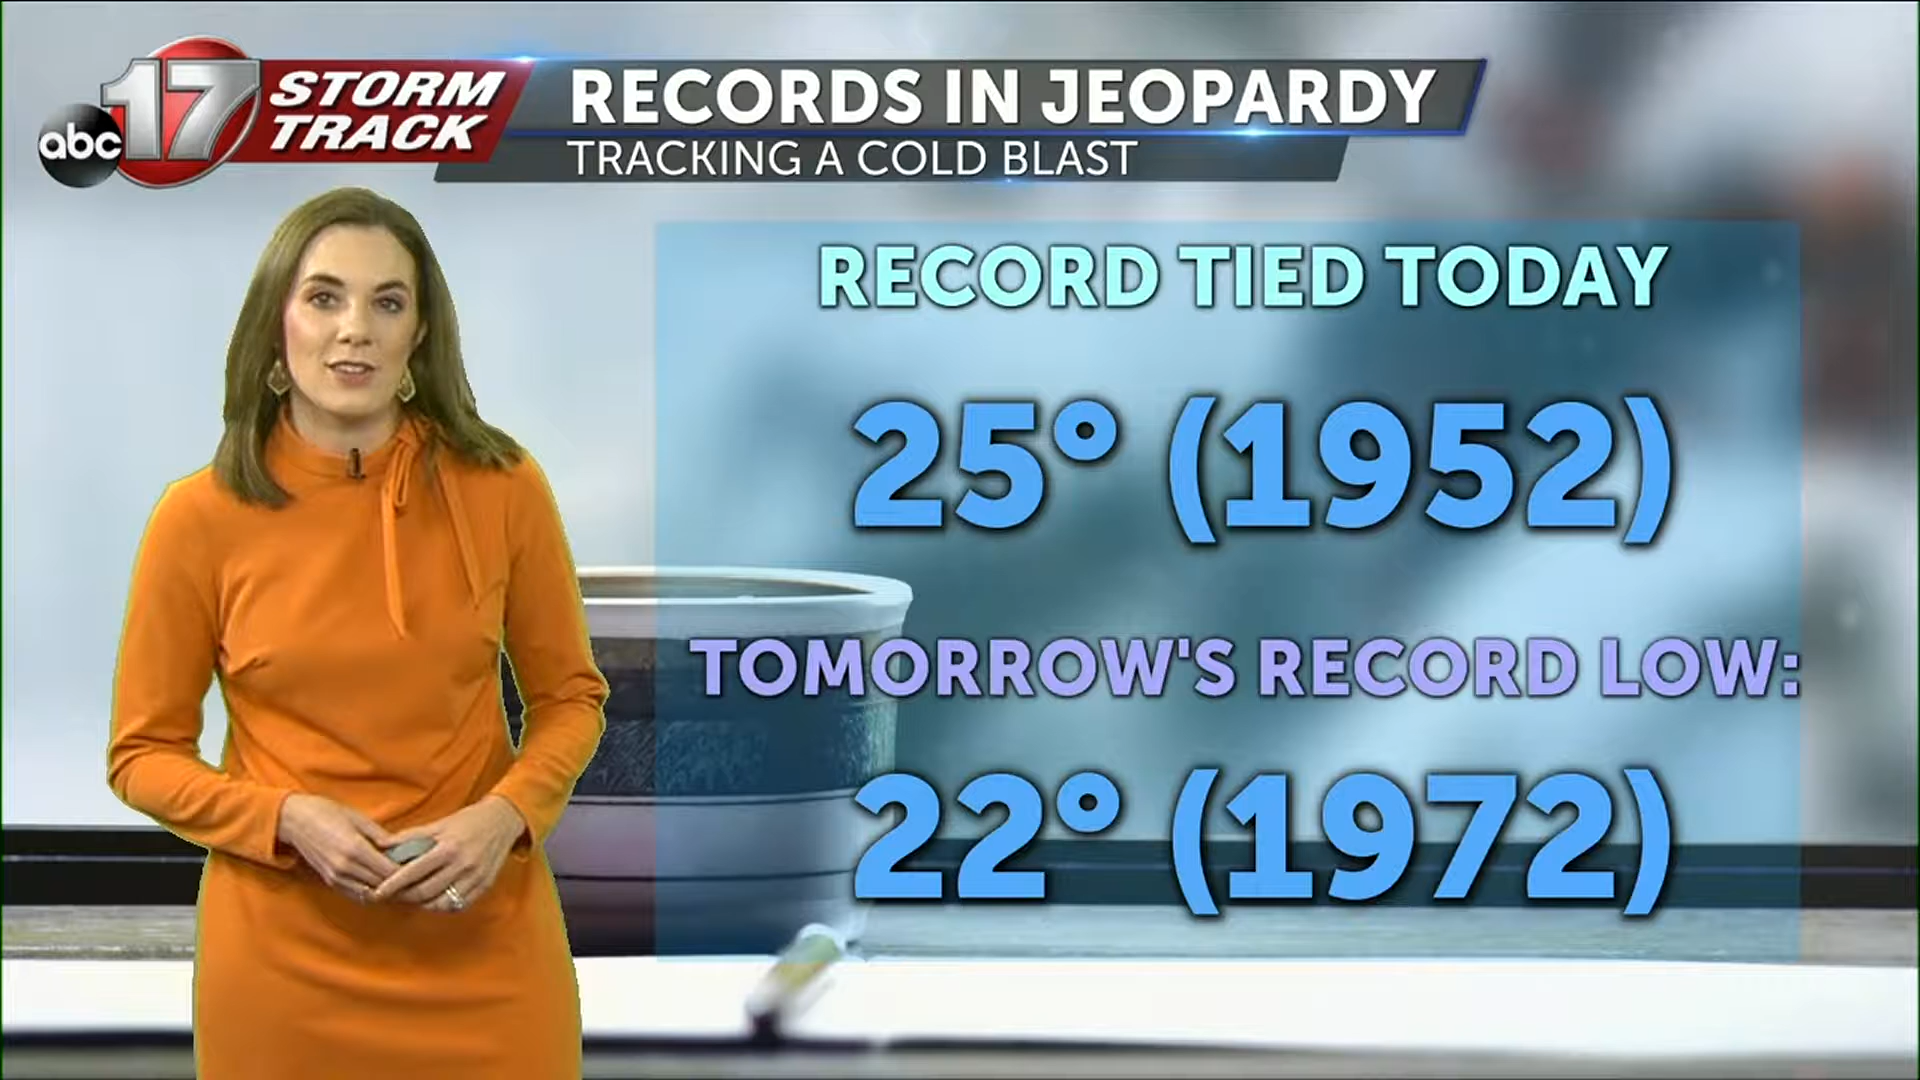 abc 17 STORM TRACK
RECORDS IN JEOPARDY
TRACKING A COLD BLAST
RECORD TIED TODAY
25° (1952)
TOMORROW'S RECORD LOW:
22° (1972)